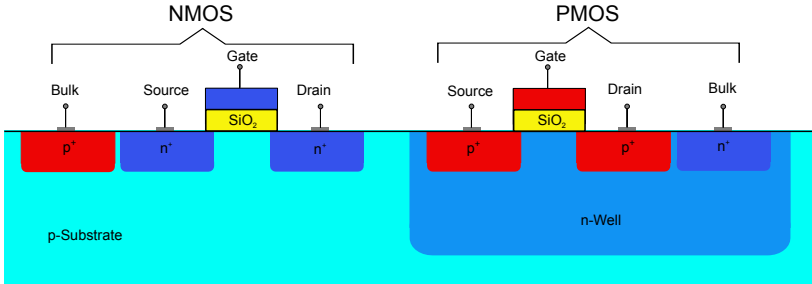 NMOS
PMOS
Gate
Gate
Bulk
Source
Drain
Source
Drain
Bulk
SiO₂
SiO₂
p⁺
n⁺
n⁺
p⁺
p⁺
n⁺
p-Substrate
n-Well